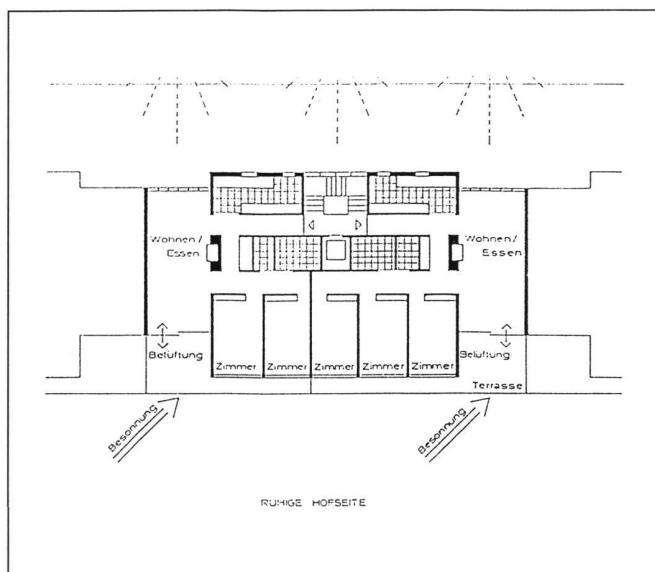 Wohnen /
Essen
Wohnen /
Essen
Belüftung
Belüftung
Zimmer
Zimmer
Zimmer
Zimmer
Zimmer
Terrasse
Besonnung
Besonnung
RUHIGE HOFSEITE